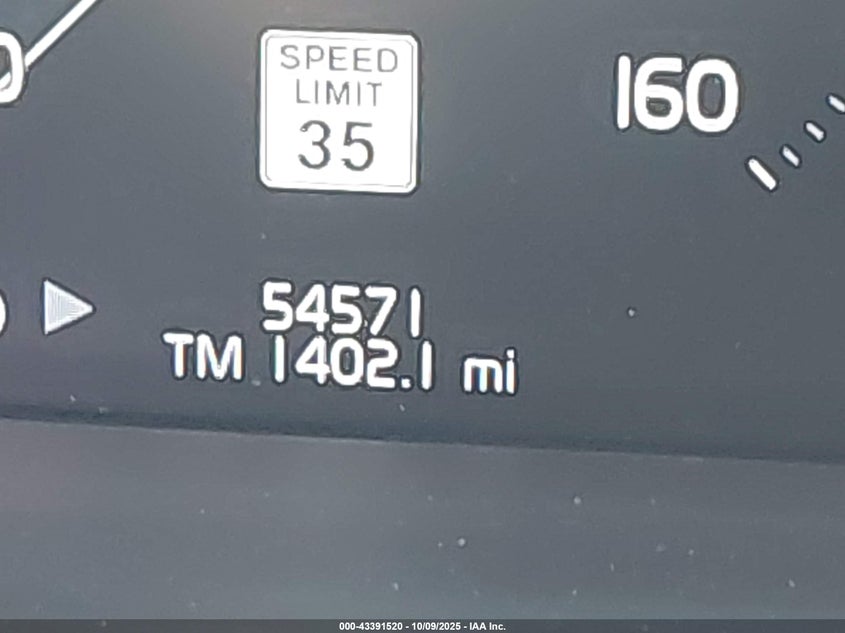 SPEED
LIMIT
35
160
54571
TM 1402.1 mi
000-43391520 - 10/09/2025 - IAA Inc.